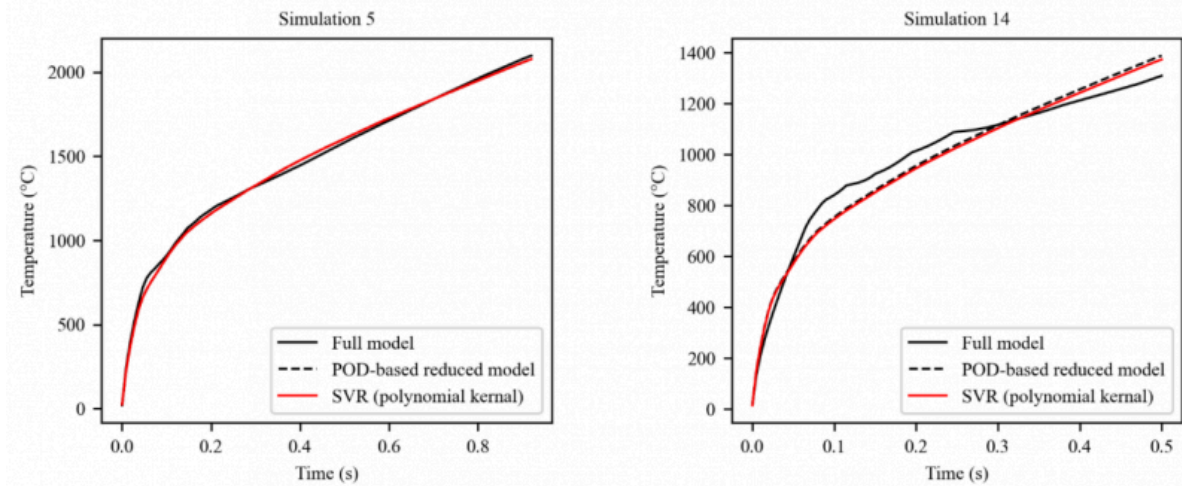 Simulation 5
Temperature (°C)
2000
1500
1000
500
0
0.0 0.2 0.4 0.6 0.8
Time (s)
Full model
POD-based reduced model
SVR (polynomial kernal)
Simulation 14
Temperature (°C)
1400
1200
1000
800
600
400
200
0
0.0 0.1 0.2 0.3 0.4 0.5
Time (s)
Full model
POD-based reduced model
SVR (polynomial kernal)